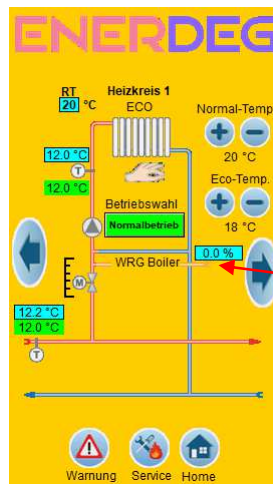 ENERDEG
RT
20 °C
Heizkreis 1
ECO
Normal-Temp
+ −
20 °C
12.0 °C
T
12.0 °C
Eco-Temp.
+ −
18 °C
Betriebswahl
Normalbetrieb
0.0 %
WRG Boiler
M
12.2 °C
12.0 °C
T
Warnung Service Home